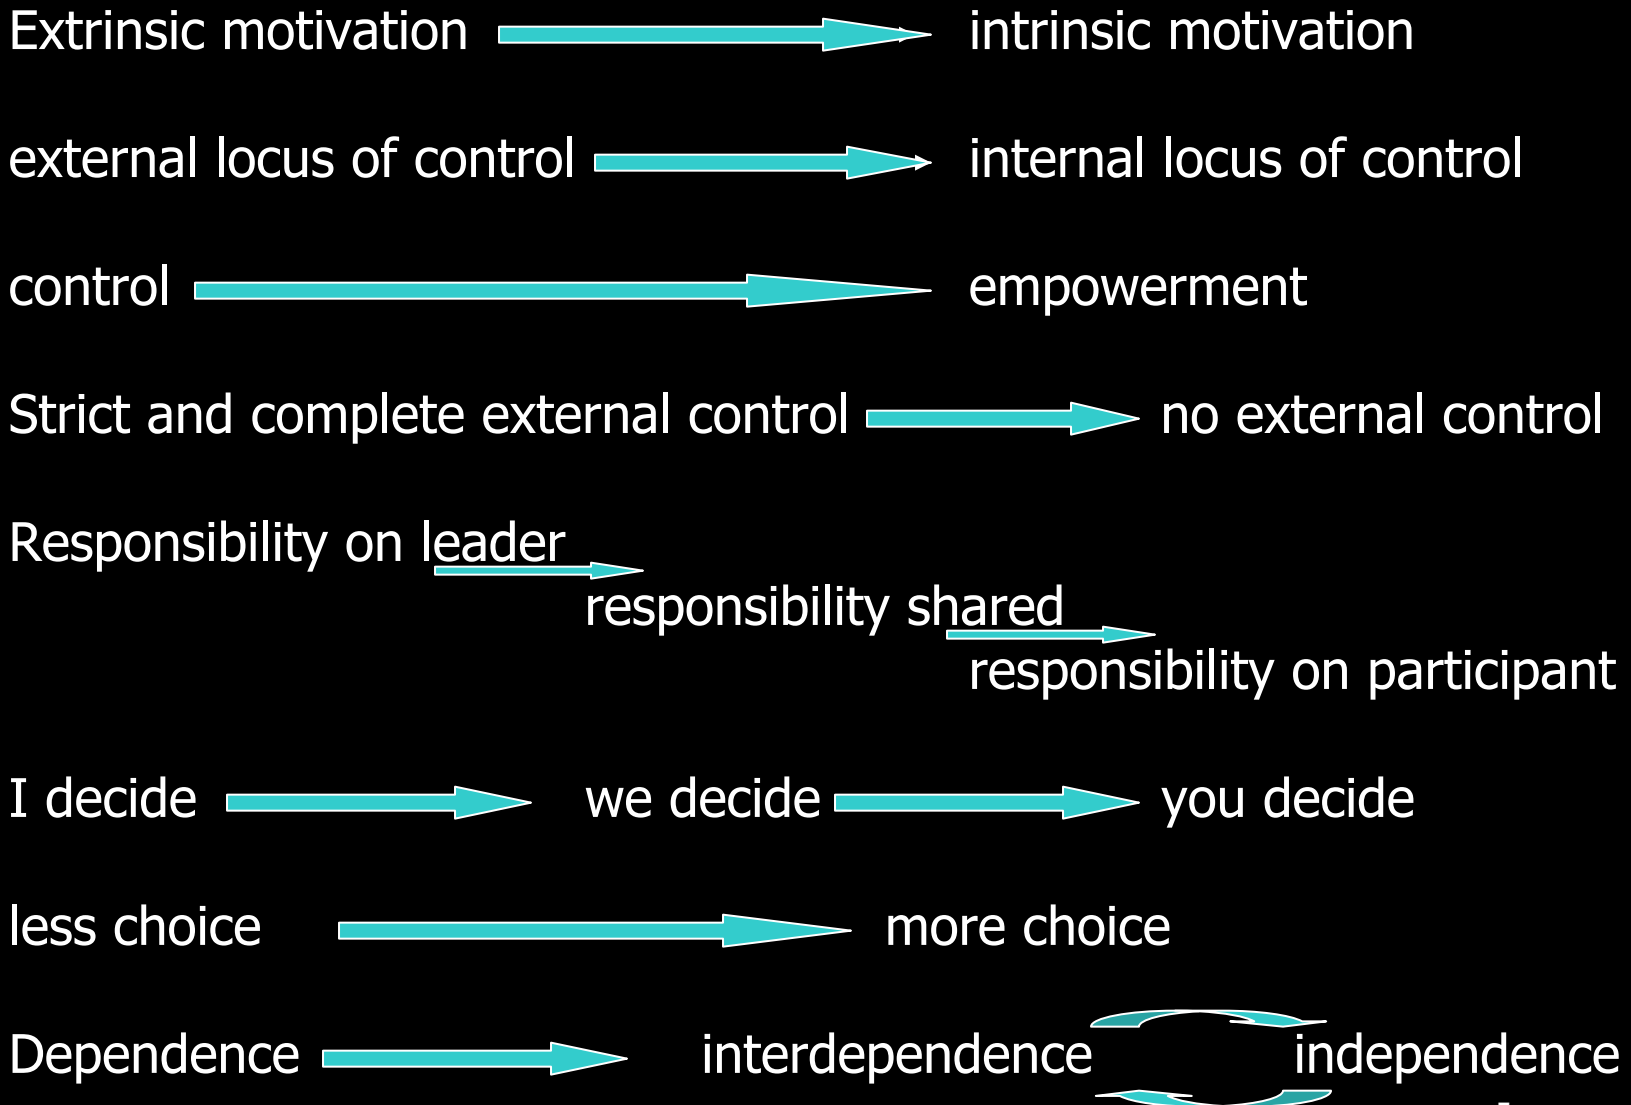 Extrinsic motivation intrinsic motivation
external locus of control internal locus of control
control empowerment
Strict and complete external control no external control
Responsibility on leader
responsibility shared
responsibility on participant
I decide we decide you decide
less choice more choice
Dependence interdependence independence